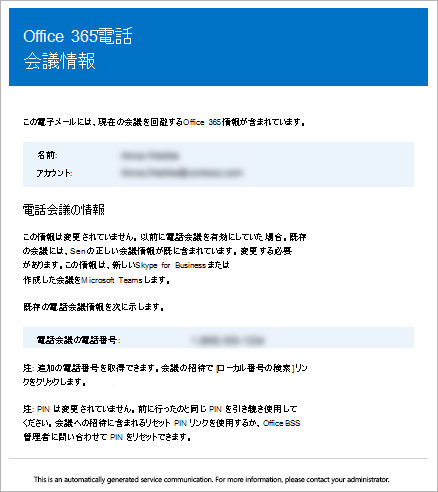 Office 365電話
会議情報
この電子メールには、現在の会議を回避するOffice 365情報が含まれています。
名前:
アカウント:
電話会議の情報
この情報は変更されていません。以前に電話会議を有効にしていた場合。既存
の会議には、Senの正しい会議情報が既に含まれています。変更する必要
があります。この情報は、新しいSkype for Businessまたは
作成した会議をMicrosoft Teamsします。
既存の電話会議情報を次に示します。
電話会議の電話番号:
注: 追加の電話番号を取得できます。会議の招待で [ローカル番号の検索] リン
クをクリックします。
注: PIN は変更されていません。前に行ったのと同じ PIN を引き続き使用して
ください。会議への招待に含まれるリセット PIN リンクを使用するか、Office BSS
管理者に問い合わせて PIN をリセットできます。
This is an automatically generated service communication. For more information, please contact your administrator.